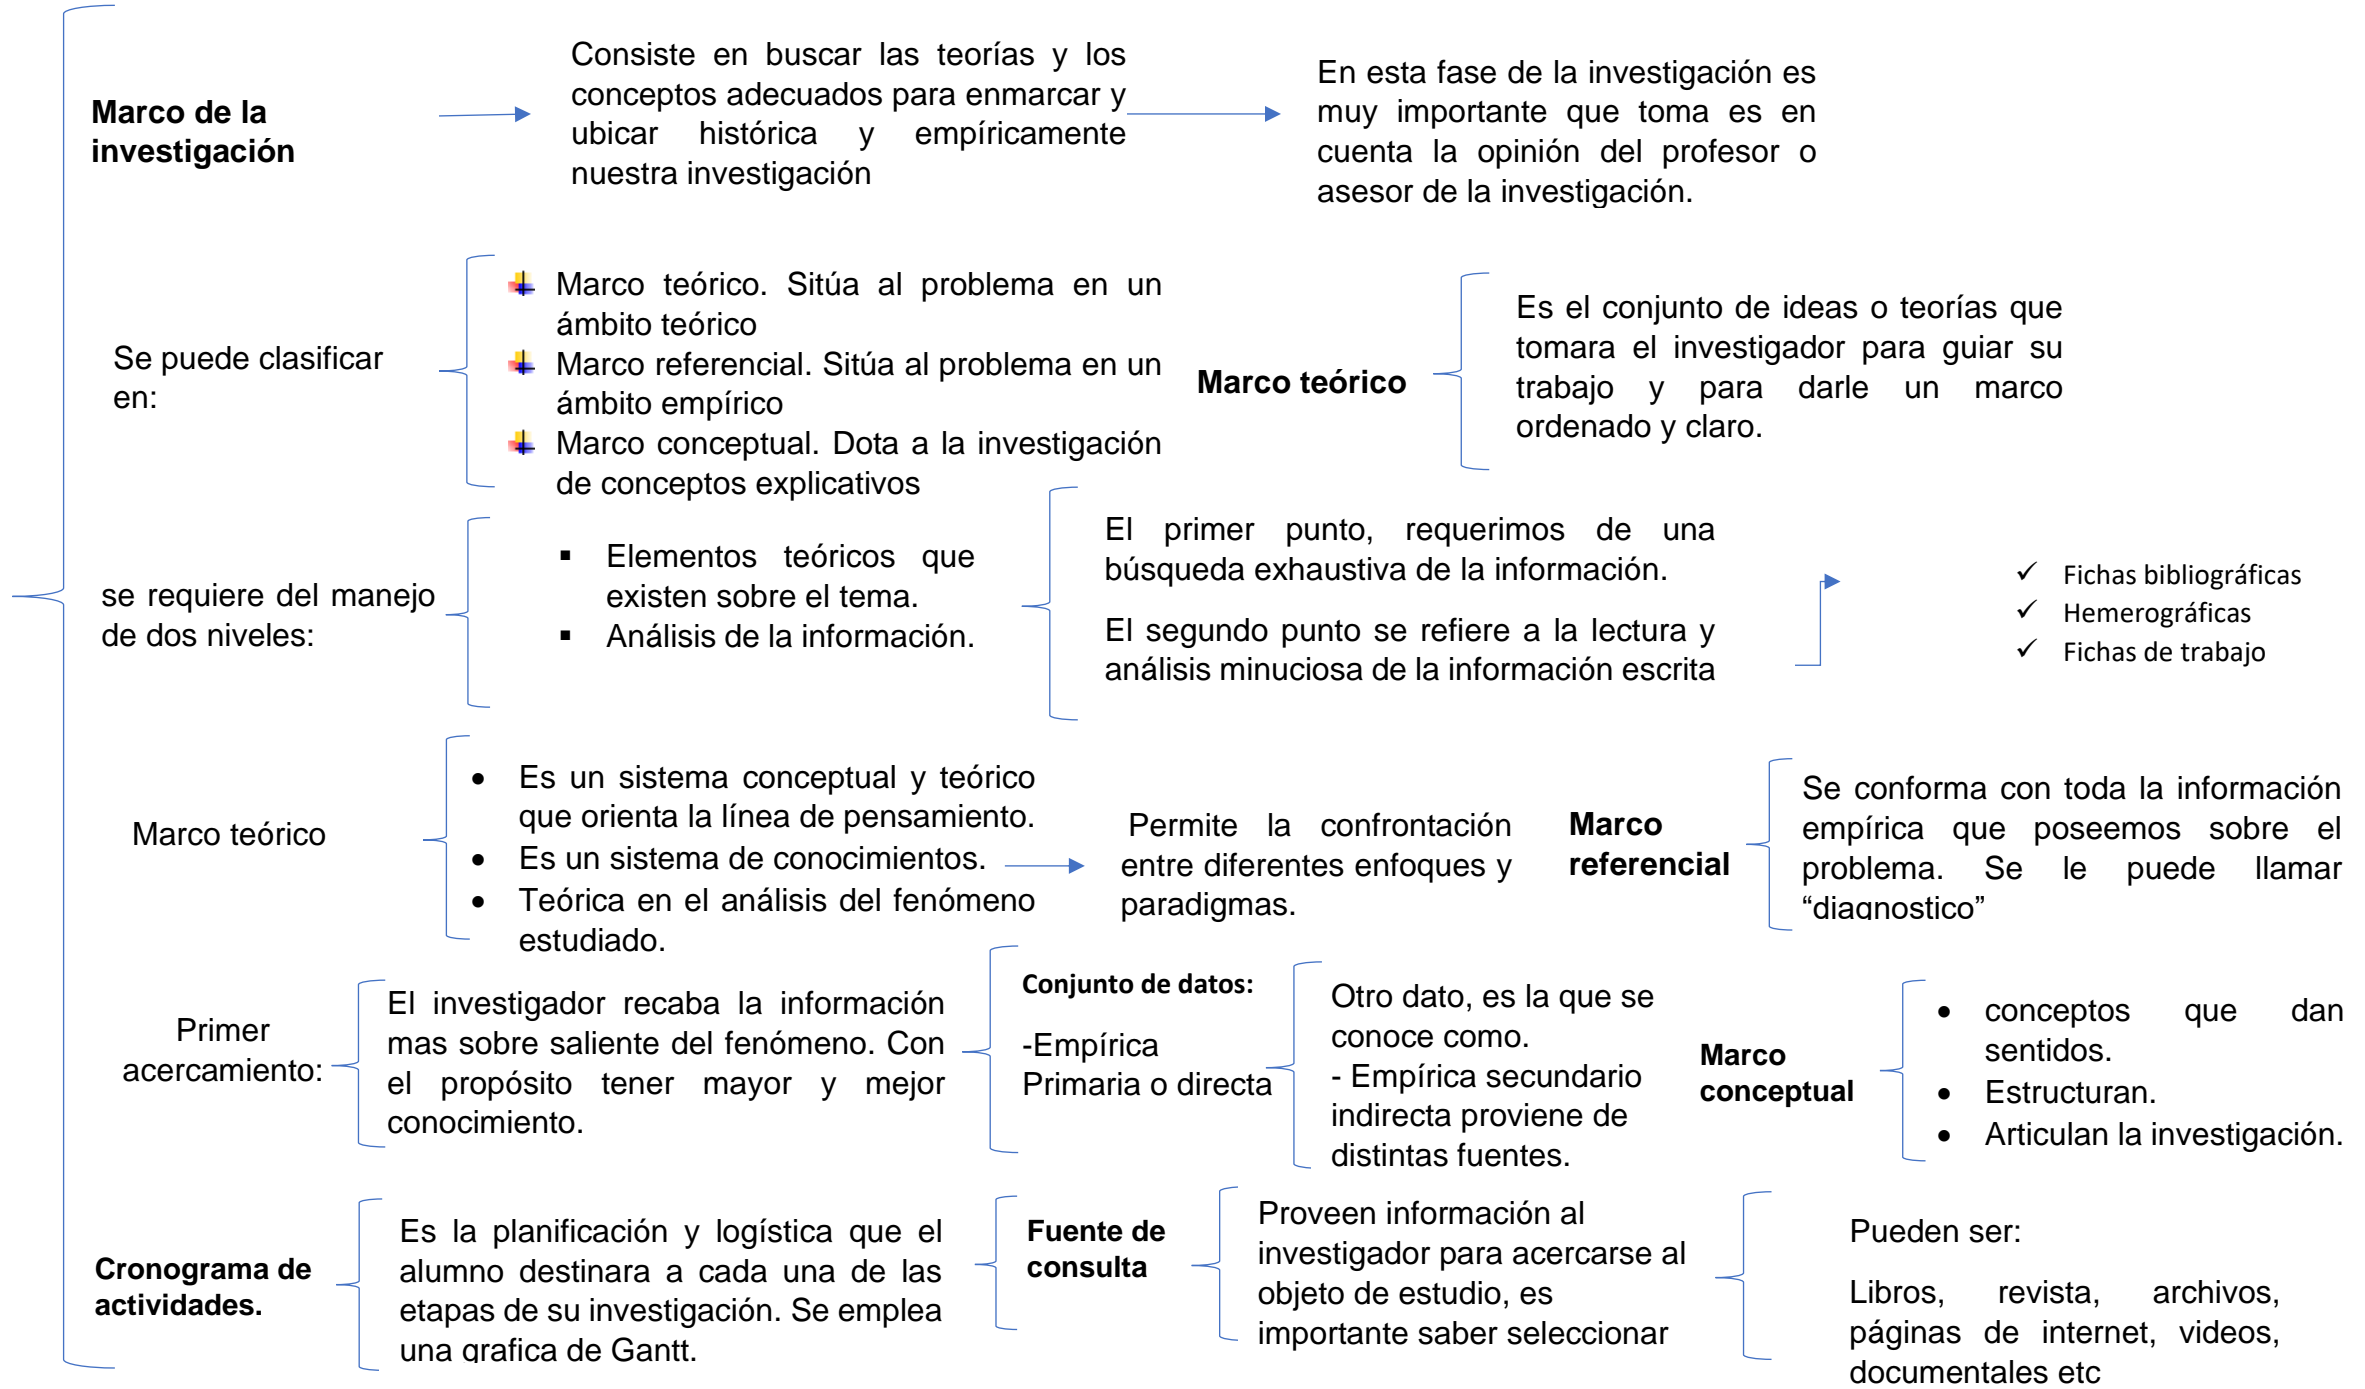 Marco de la
investigación
Consiste en buscar las teorías y los
conceptos adecuados para enmarcar y
ubicar histórica y empíricamente
nuestra investigación
En esta fase de la investigación es
muy importante que toma es en
cuenta la opinión del profesor o
asesor de la investigación.
Se puede clasificar
en:
Marco teórico. Sitúa al problema en un
ámbito teórico
Marco referencial. Sitúa al problema en un
ámbito empírico
Marco conceptual. Dota a la investigación
de conceptos explicativos
Marco teórico
Es el conjunto de ideas o teorías que
tomara el investigador para guiar su
trabajo y para darle un marco
ordenado y claro.
se requiere del manejo
de dos niveles:
▪ Elementos teóricos que
existen sobre el tema.
▪ Análisis de la información.
El primer punto, requerimos de una
búsqueda exhaustiva de la información.
El segundo punto se refiere a la lectura y
análisis minuciosa de la información escrita
✓ Fichas bibliográficas
✓ Hemerográficas
✓ Fichas de trabajo
Marco teórico
• Es un sistema conceptual y teórico
que orienta la línea de pensamiento.
• Es un sistema de conocimientos.
• Teórica en el análisis del fenómeno
estudiado.
Permite la confrontación
entre diferentes enfoques y
paradigmas.
Marco
referencial
Se conforma con toda la información
empírica que poseemos sobre el
problema. Se le puede llamar
“diagnostico”
Primer
acercamiento:
El investigador recaba la información
mas sobre saliente del fenómeno. Con
el propósito tener mayor y mejor
conocimiento.
Conjunto de datos:
-Empírica
Primaria o directa
Otro dato, es la que se
conoce como.
- Empírica secundario
indirecta proviene de
distintas fuentes.
Marco
conceptual
• conceptos que dan
sentidos.
• Estructuran.
• Articulan la investigación.
Cronograma de
actividades.
Es la planificación y logística que el
alumno destinara a cada una de las
etapas de su investigación. Se emplea
una grafica de Gantt.
Fuente de
consulta
Proveen información al
investigador para acercarse al
objeto de estudio, es
importante saber seleccionar
Pueden ser:
Libros, revista, archivos,
páginas de internet, videos,
documentales etc